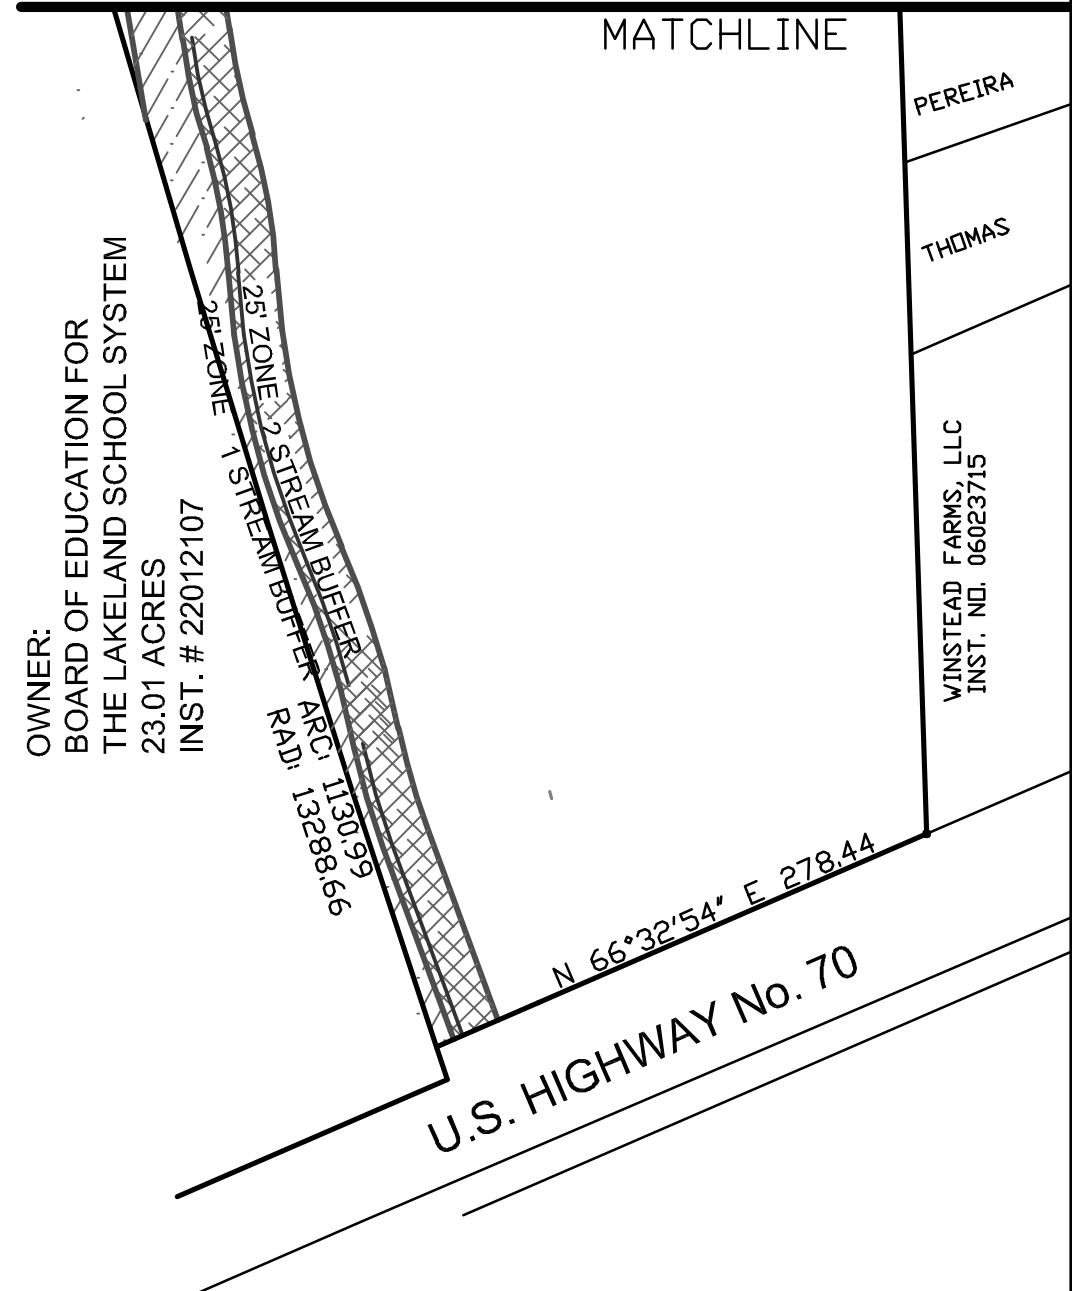 MATCHLINE
PEREIRA
THOMAS
OWNER:
BOARD OF EDUCATION FOR
THE LAKELAND SCHOOL SYSTEM
23.01 ACRES
INST. # 22012107
25' ZONE 1 STREAM BUFFER
25' ZONE 2 STREAM BUFFER
WINSTEAD FARMS, LLC
INST. NO. 06023715
ARC: 1130.99
RAD: 13288.66
N 66°32'54" E 278.44
U.S. HIGHWAY No. 70